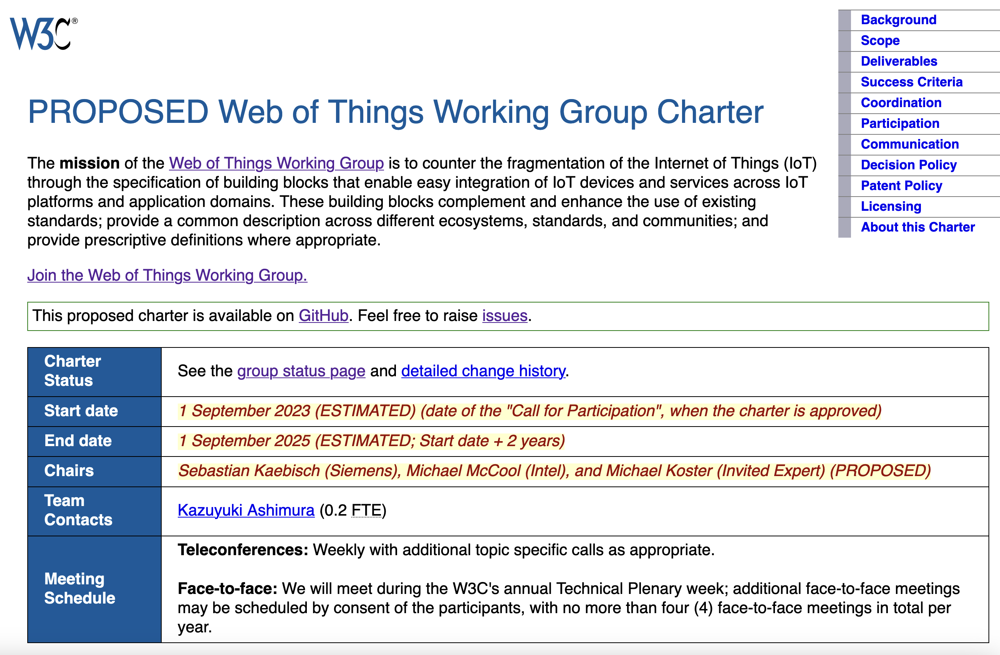 W3C®
Background
Scope
Deliverables
Success Criteria
Coordination
Participation
Communication
Decision Policy
Patent Policy
Licensing
About this Charter
PROPOSED Web of Things Working Group Charter
The mission of the Web of Things Working Group is to counter the fragmentation of the Internet of Things (IoT)
through the specification of building blocks that enable easy integration of IoT devices and services across IoT
platforms and application domains. These building blocks complement and enhance the use of existing
standards; provide a common description across different ecosystems, standards, and communities; and
provide prescriptive definitions where appropriate.
Join the Web of Things Working Group.
This proposed charter is available on GitHub. Feel free to raise issues.
Charter
Status
See the group status page and detailed change history.
Start date
1 September 2023 (ESTIMATED) (date of the "Call for Participation", when the charter is approved)
End date
1 September 2025 (ESTIMATED; Start date + 2 years)
Chairs
Sebastian Kaebisch (Siemens), Michael McCool (Intel), and Michael Koster (Invited Expert) (PROPOSED)
Team
Contacts
Kazuyuki Ashimura (0.2 FTE)
Meeting
Schedule
Teleconferences: Weekly with additional topic specific calls as appropriate.
Face-to-face: We will meet during the W3C's annual Technical Plenary week; additional face-to-face meetings
may be scheduled by consent of the participants, with no more than four (4) face-to-face meetings in total per
year.